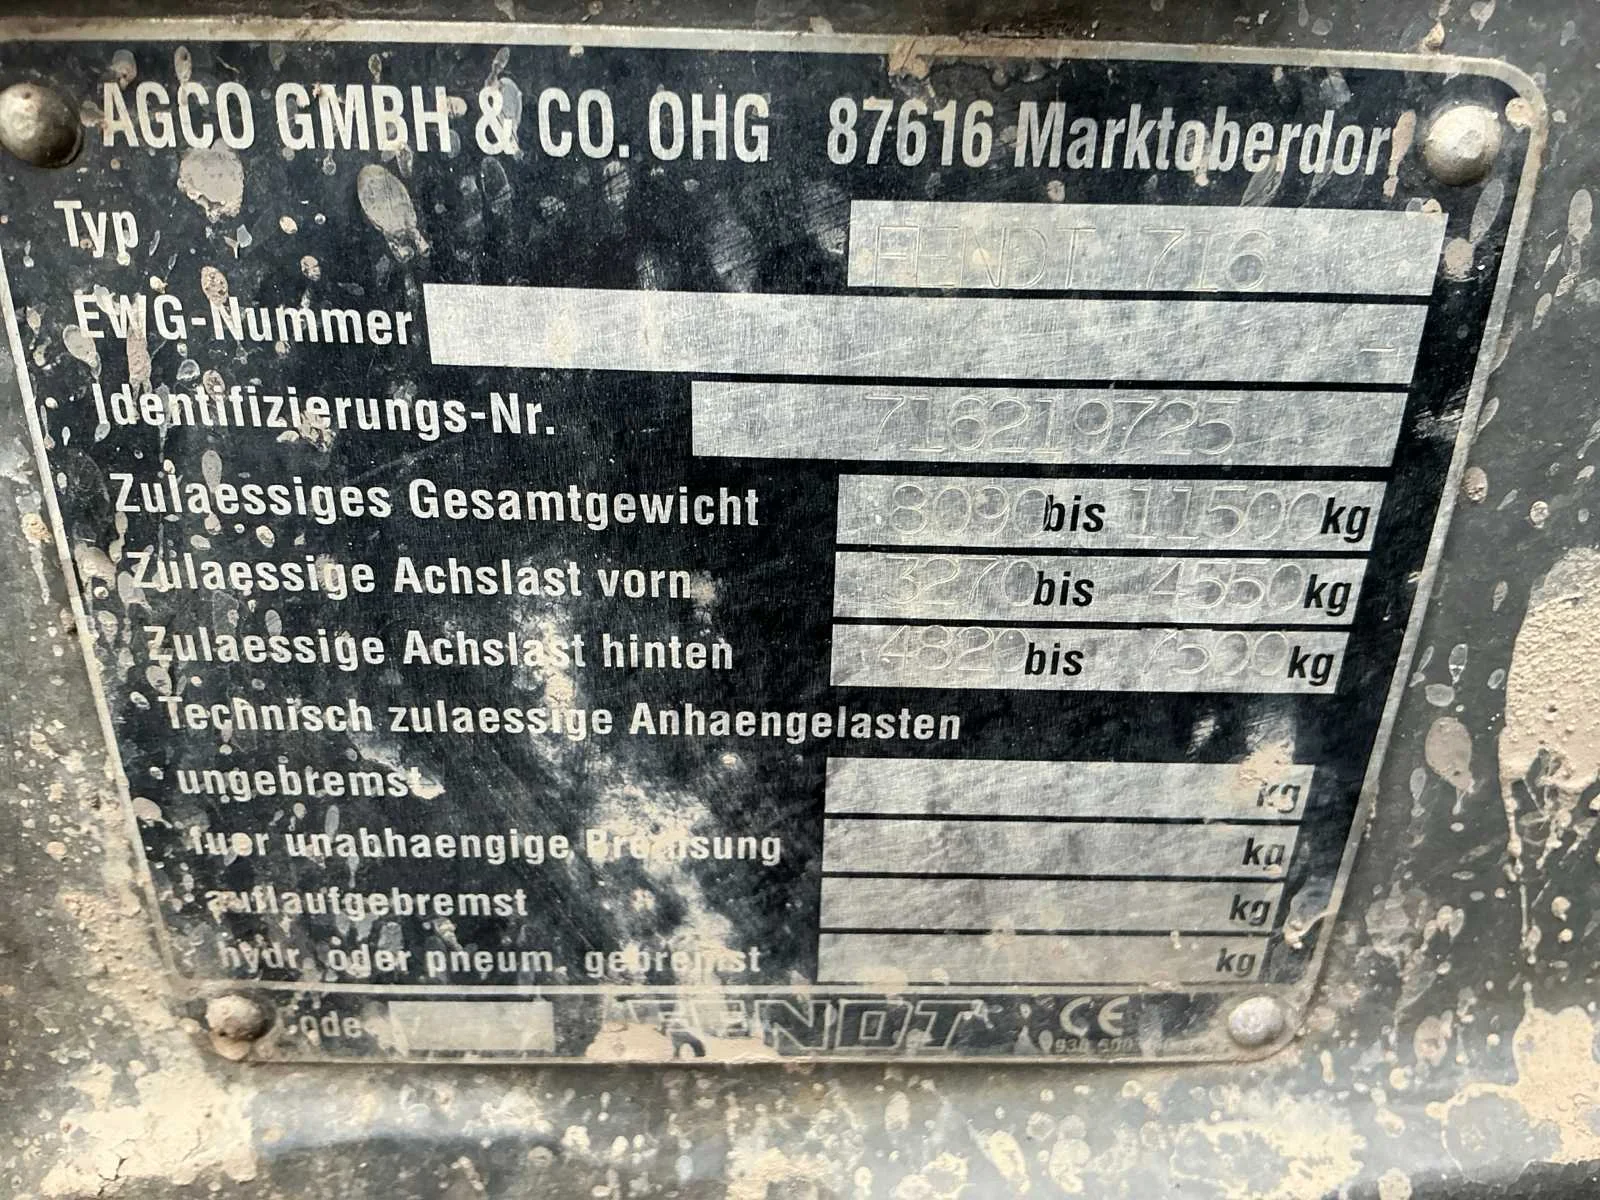 AGCO GMBH & CO. OHG 87616 Marktoberdorf
Typ FENDT 716
EWG-Nummer -
Identifizierungs-Nr. 716219725
Zulaessiges Gesamtgewicht 8090 bis 11500 kg
Zulaessige Achslast vorn 3270 bis 4550 kg
Zulaessige Achslast hinten 4820 bis 7500 kg
Technisch zulaessige Anhaengelasten
ungebremst kg
fuer unabhaengige Bremsung kg
auflaufgebremst kg
hydr. oder pneum. gebremst kg
Code FENDT CE